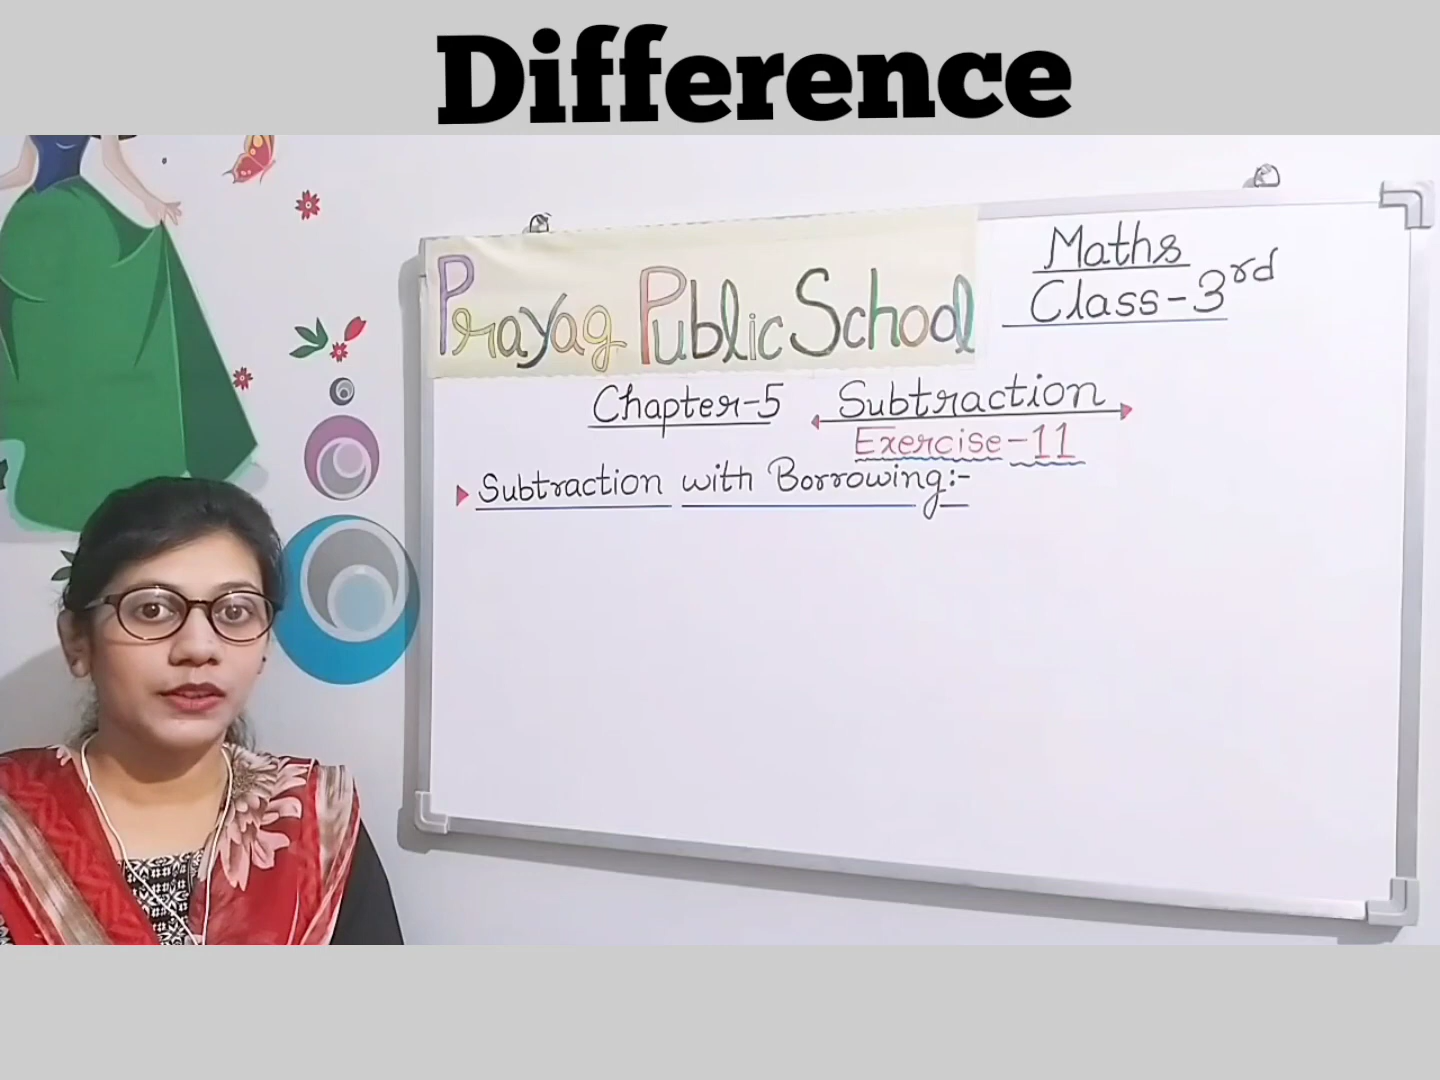 Difference
Prayag Public School
Maths
Class-3rd
Chapter-5 Subtraction
Exercise-11
Subtraction with Borrowing:-